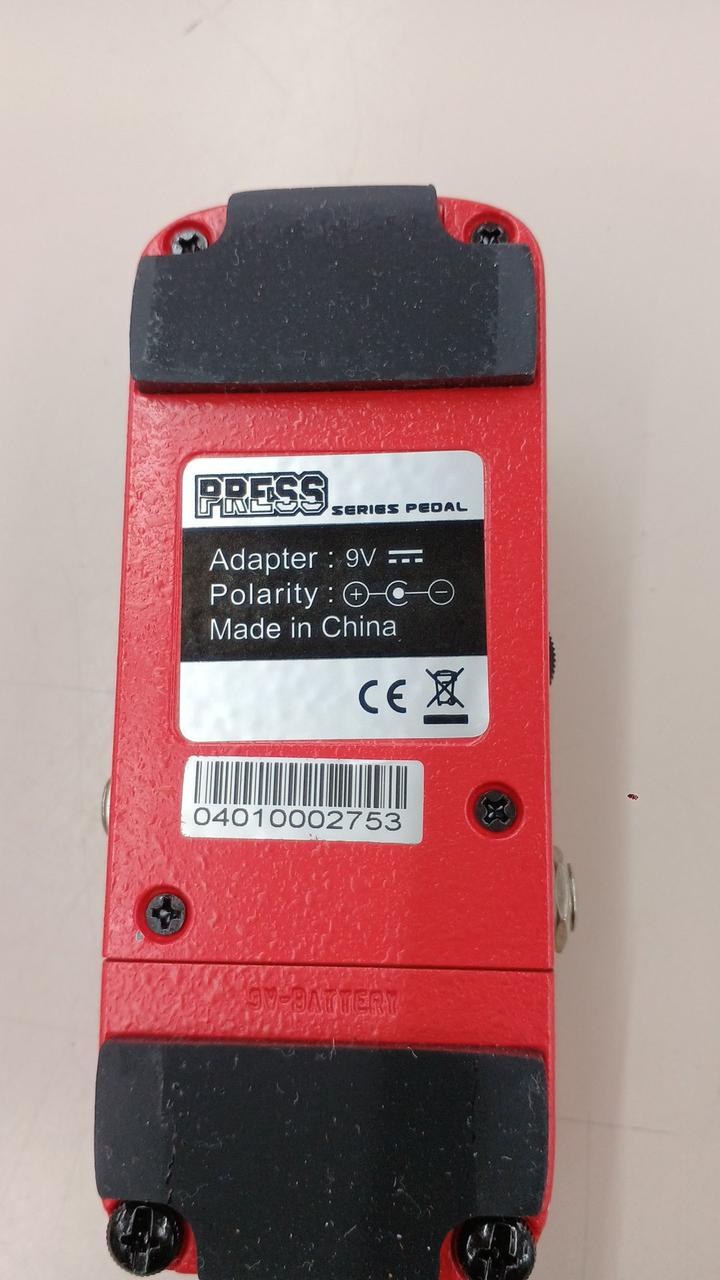 PRESS SERIES PEDAL
Adapter : 9V
Polarity :
Made in China
CE
04010002753
9V-BATTERY